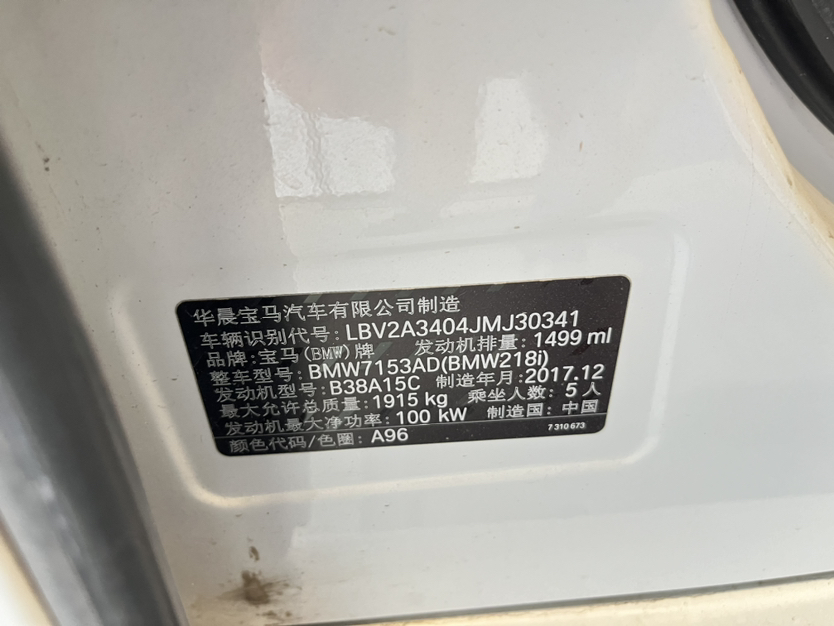 华晨宝马汽车有限公司制造
车辆识别代号: LBV2A3404JMJ30341
品牌: 宝马(BMW)牌 发动机排量: 1499 ml
整车型号: BMW7153AD(BMW218i)
发动机型号: B38A15C 制造年月: 2017.12
最大允许总质量: 1915 kg 乘坐人数: 5 人
发动机最大净功率: 100 kW 制造国: 中国
颜色代码/色圈: A96 7 310 673